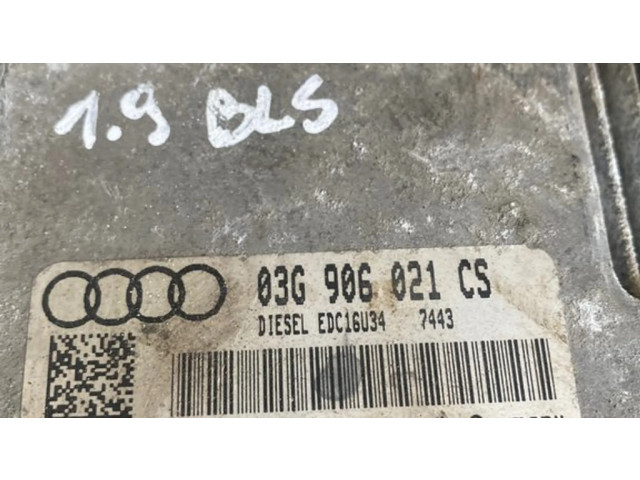 1.9 BLS
03G 906 021 CS
DIESEL EDC16U34 7443